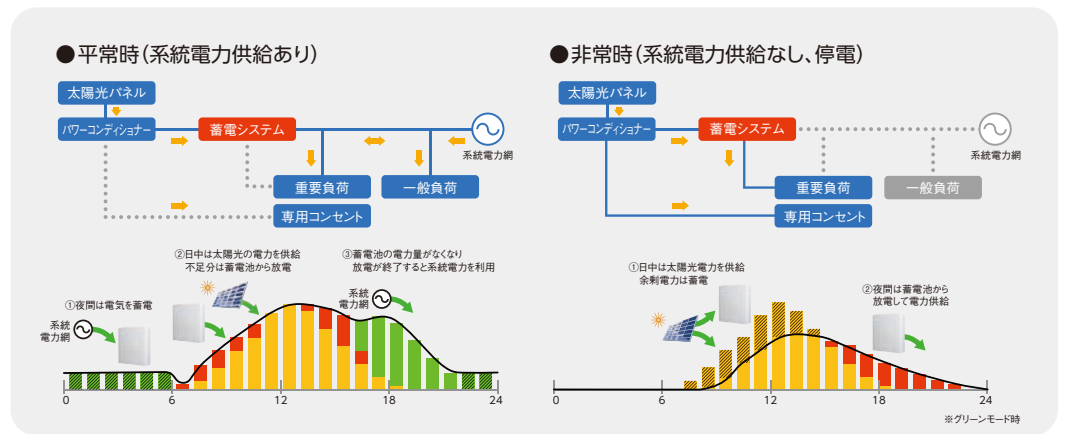 ●平常時（系統電力供給あり）
太陽光パネル
パワーコンディショナー
蓄電システム
系統電力網
重要負荷
一般負荷
専用コンセント
①夜間は電気を蓄電
系統
電力網
②日中は太陽光の電力を供給
不足分は蓄電池から放電
③蓄電池の電力量がなくなり
放電が終了すると系統電力を利用
系統
電力網
0 6 12 18 24
●非常時（系統電力供給なし、停電）
太陽光パネル
パワーコンディショナー
蓄電システム
系統電力網
重要負荷
一般負荷
専用コンセント
①日中は太陽光電力を供給
余剰電力は蓄電
②夜間は蓄電池から
放電して電力供給
0 6 12 18 24
※グリーンモード時